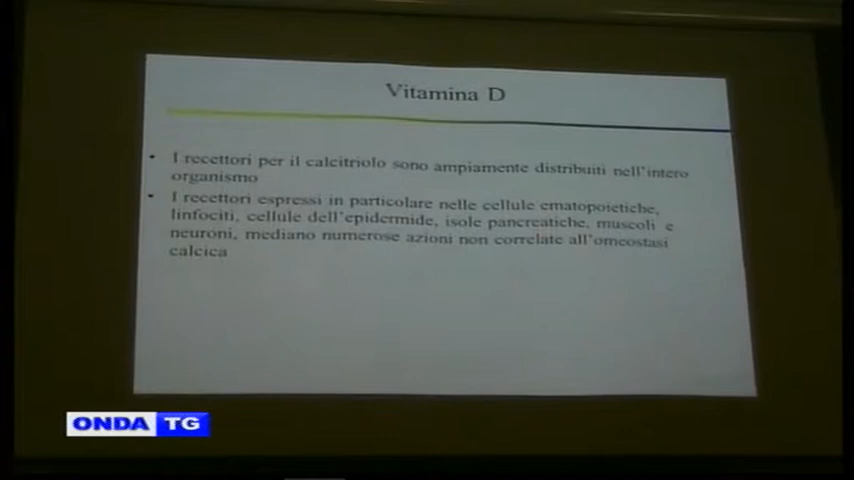 Vitamina D
• I recettori per il calcitriolo sono ampiamente distribuiti nell'intero
organismo
• I recettori espressi in particolare nelle cellule ematopoietiche,
linfociti, cellule dell'epidermide, isole pancreatiche, muscoli e
neuroni, mediano numerose azioni non correlate all'omeostasi
calcica
ONDA TG